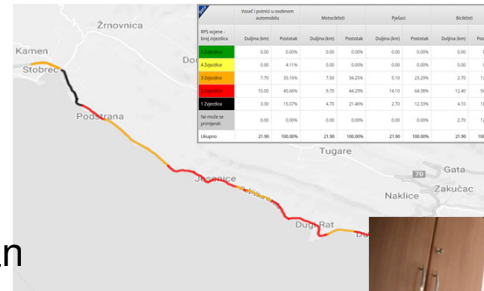 Vozač i putnici u osobnom automobilu Motociklisti Pješaci Biciklisti
RPS ocjene - broj zvjezdica Duljina (km) Postotak Duljina (km) Postotak Duljina (km) Postotak Duljina (km)
5 Zvjezdica 0.00 0.00% 0.00 0.00% 0.00 0.00% 0.00
4 Zvjezdice 0.00 4.11% 0.00 0.00% 0.00 0.00% 0.00
3 Zvjezdice 7.70 35.16% 7.50 34.25% 5.10 23.29% 2.70
10.00 45.66% 9.70 44.29% 14.10 64.38% 12.40
1 Zvjezdica 3.30 15.07% 4.70 21.46% 2.70 12.33% 4.10
Ne može se primijeniti 0.00 0.00% 0.00 0.00% 0.00 0.00% 2.70
Ukupno 21.90 100.00% 21.90 100.00% 21.90 100.00% 21.90
Žrnovnica
Kamen
Stobreč
Podstrana
Tugare
70
Gata
Jesenice
Zakučac
Naklice
Dugi Rat